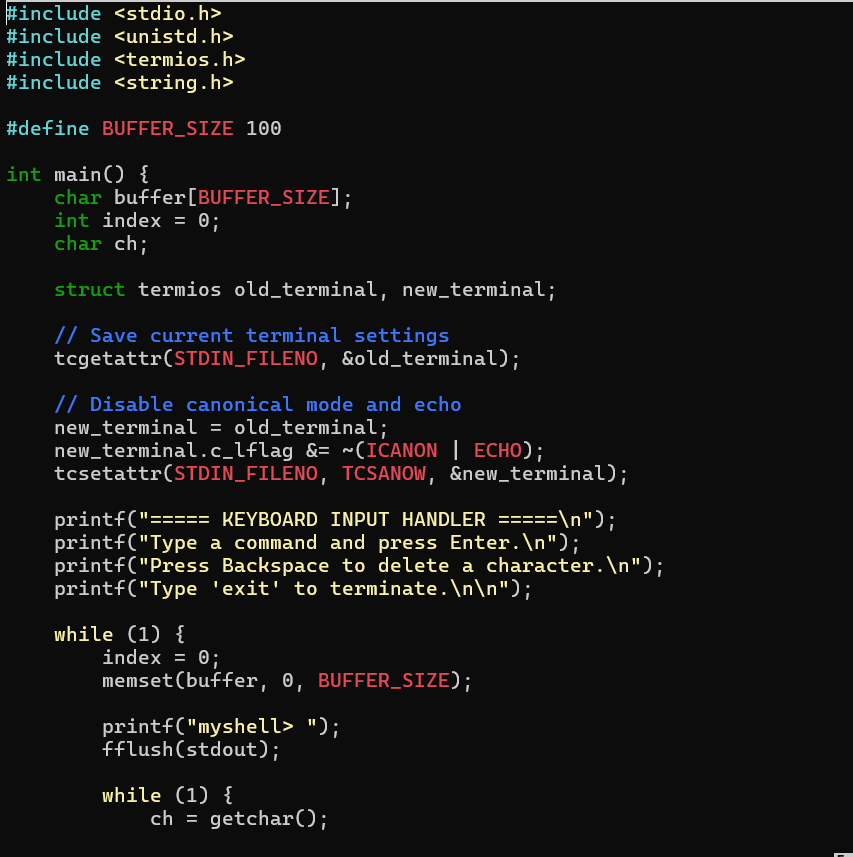 #include <stdio.h>
#include <unistd.h>
#include <termios.h>
#include <string.h>

#define BUFFER_SIZE 100

int main() {
    char buffer[BUFFER_SIZE];
    int index = 0;
    char ch;

    struct termios old_terminal, new_terminal;

    // Save current terminal settings
    tcgetattr(STDIN_FILENO, &old_terminal);

    // Disable canonical mode and echo
    new_terminal = old_terminal;
    new_terminal.c_lflag &= ~(ICANON | ECHO);
    tcsetattr(STDIN_FILENO, TCSANOW, &new_terminal);

    printf("===== KEYBOARD INPUT HANDLER =====\n");
    printf("Type a command and press Enter.\n");
    printf("Press Backspace to delete a character.\n");
    printf("Type 'exit' to terminate.\n\n");

    while (1) {
        index = 0;
        memset(buffer, 0, BUFFER_SIZE);

        printf("myshell> ");
        fflush(stdout);

        while (1) {
            ch = getchar();